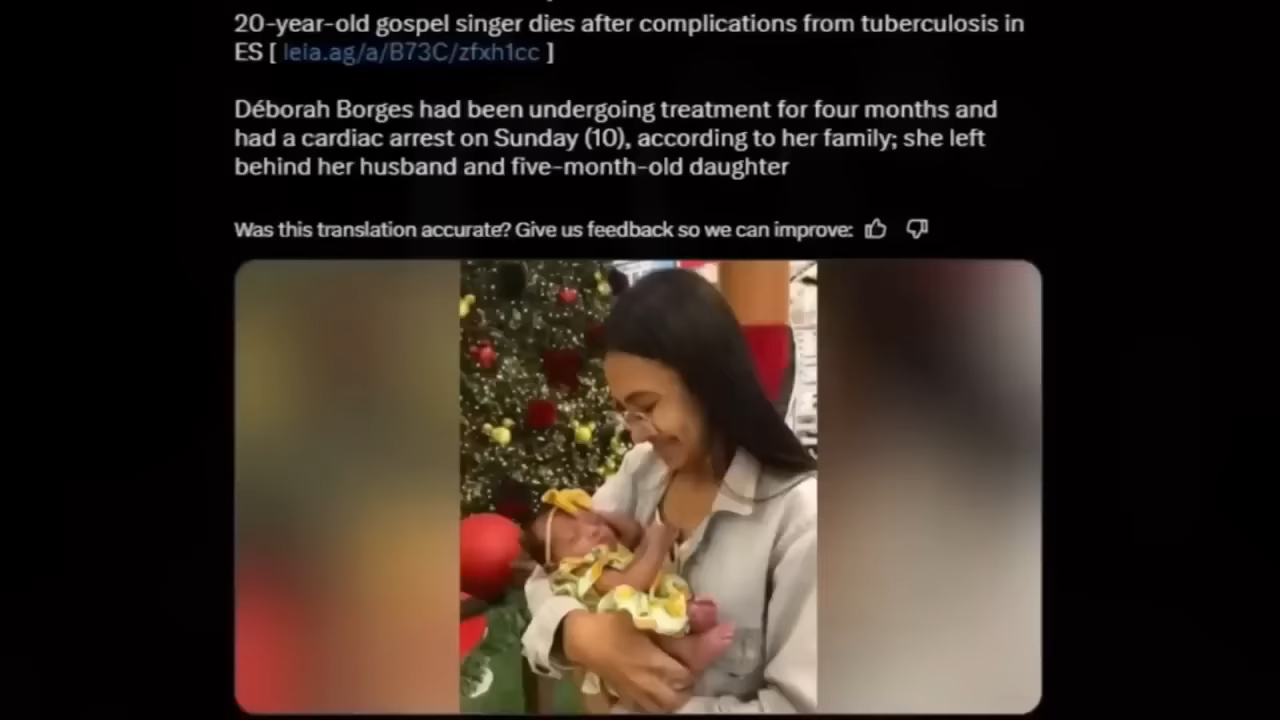 20-year-old gospel singer dies after complications from tuberculosis in
ES [ leia.ag/a/B73C/zfxh1cc ]
Déborah Borges had been undergoing treatment for four months and
had a cardiac arrest on Sunday (10), according to her family; she left
behind her husband and five-month-old daughter
Was this translation accurate? Give us feedback so we can improve: